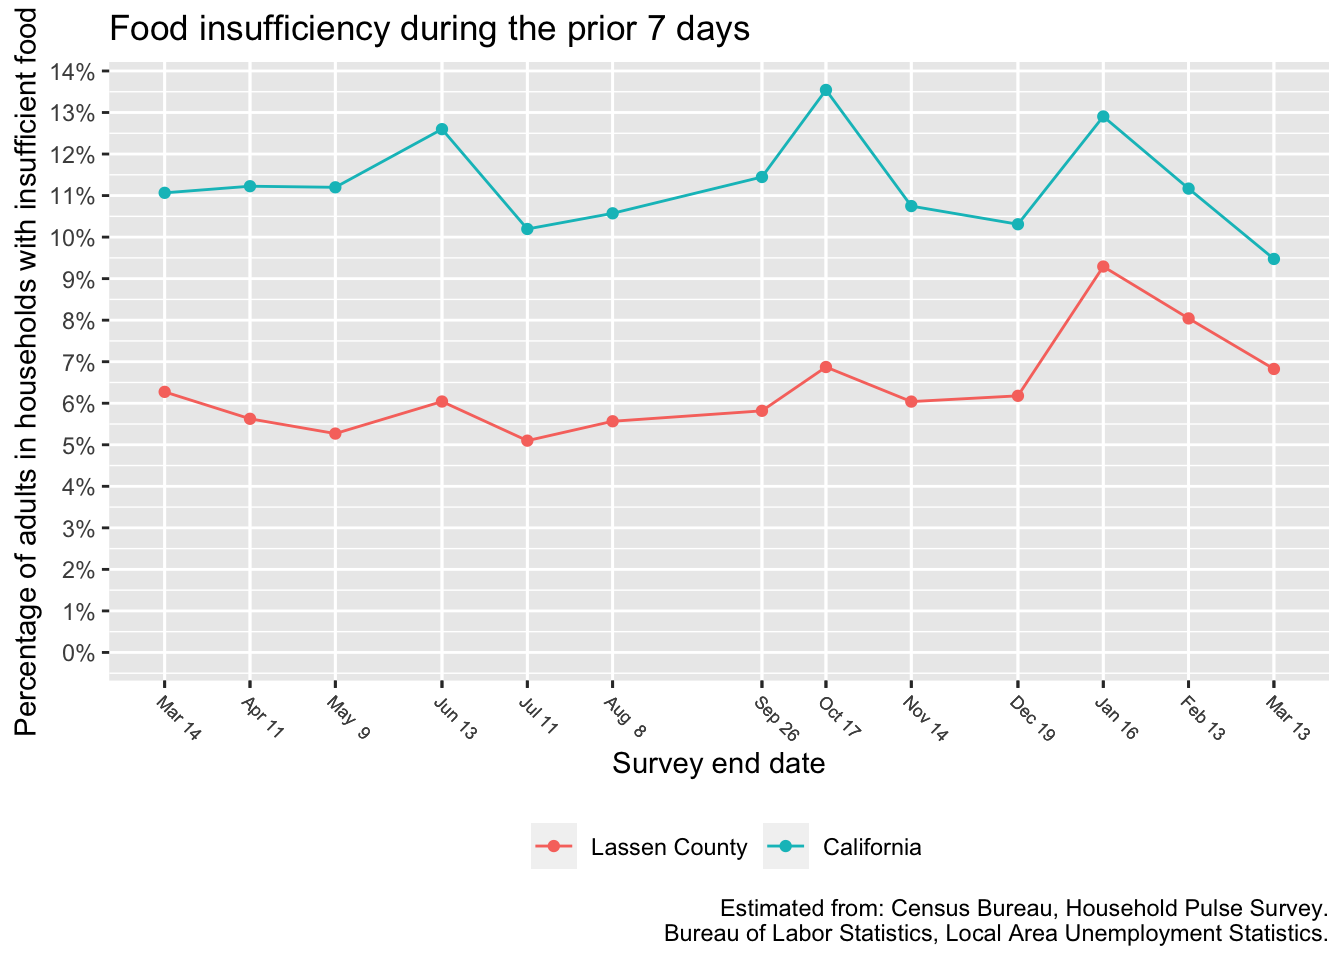 Food insufficiency during the prior 7 days
Percentage of adults in households with insufficient food
14%
13%
12%
11%
10%
9%
8%
7%
6%
5%
4%
3%
2%
1%
0%
Mar 14
Apr 11
May 9
Jun 13
Jul 11
Aug 8
Sep 26
Oct 17
Nov 14
Dec 19
Jan 16
Feb 13
Mar 13
Survey end date
Lassen County
California
Estimated from: Census Bureau, Household Pulse Survey.
Bureau of Labor Statistics, Local Area Unemployment Statistics.